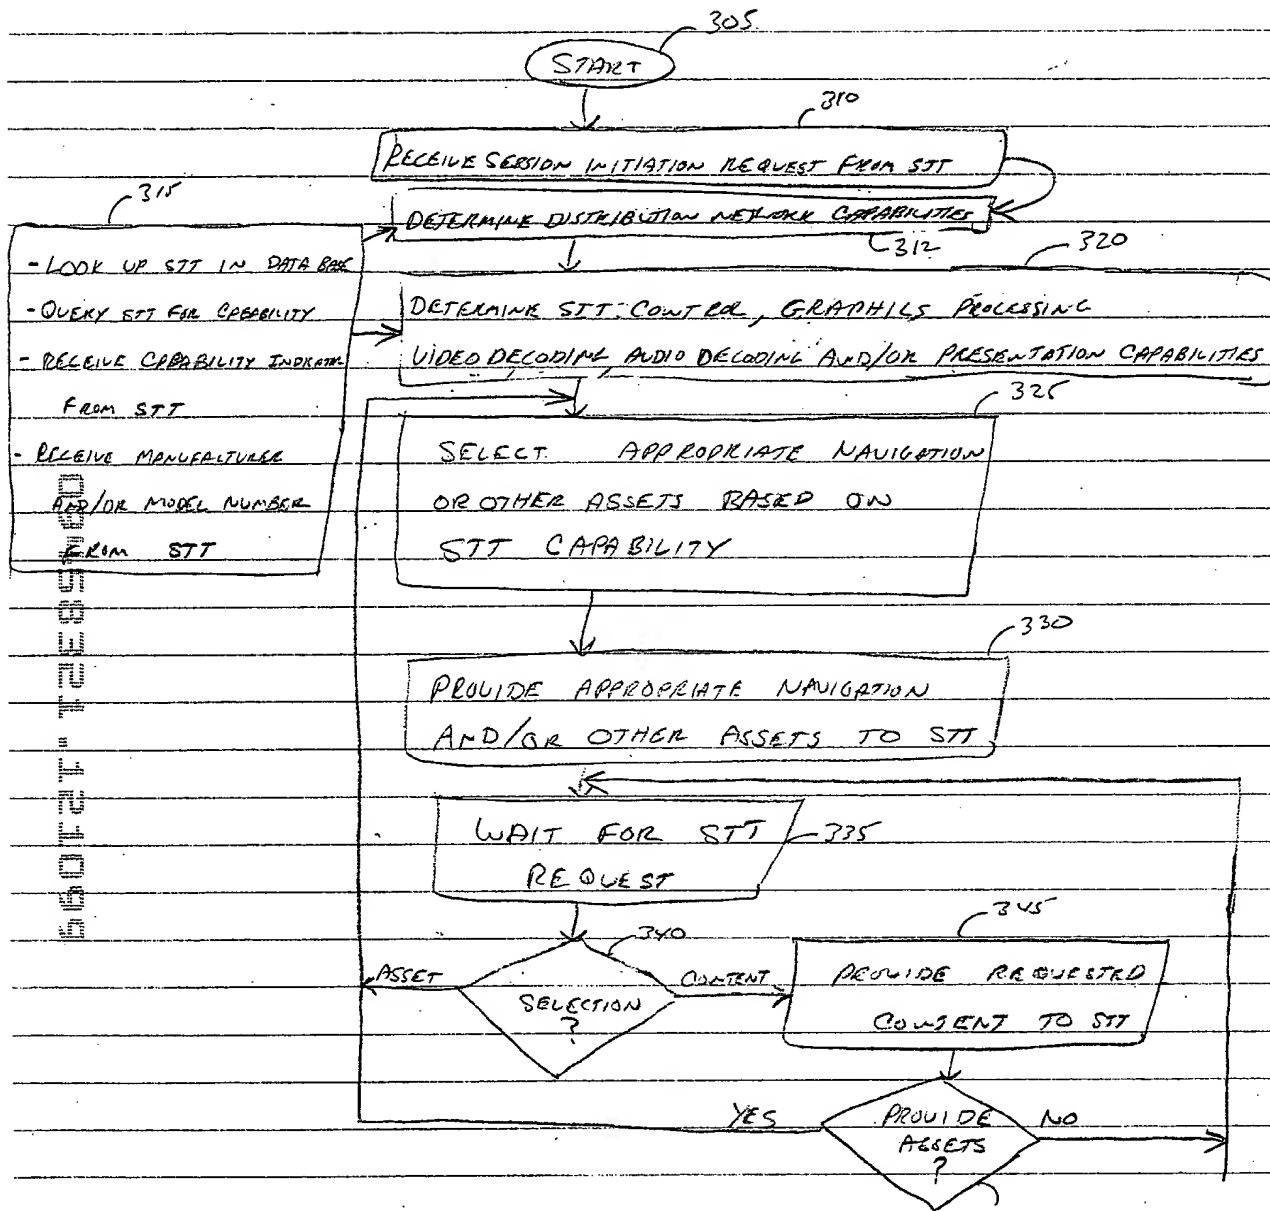 305
START
310
RECEIVE SESSION INITIATION REQUEST FROM STT
315
DETERMINE DISTRIBUTION NETWORK CAPABILITIES
312
320
- LOOK UP STT IN DATA BASE
- QUERY STT FOR CAPABILITY
- RECEIVE CAPABILITY INDICATOR
FROM STT
- RECEIVE MANUFACTURER
AND/OR MODEL NUMBER
FROM STT
DETERMINE STT: CONTROL, GRAPHICS PROCESSING
VIDEO DECODING, AUDIO DECODING AND/OR PRESENTATION CAPABILITIES
325
SELECT APPROPRIATE NAVIGATION
OR OTHER ASSETS BASED ON
STT CAPABILITY
330
PROVIDE APPROPRIATE NAVIGATION
AND/OR OTHER ASSETS TO STT
WAIT FOR STT
REQUEST
335
340
SELECTION
?
ASSET
CONTENT
345
PROVIDE REQUESTED
CONTENT TO STT
YES
PROVIDE
ASSETS
?
NO